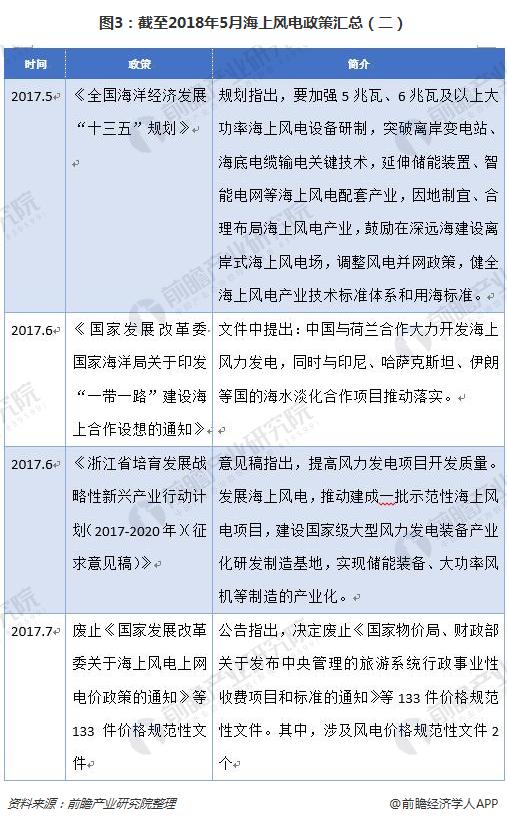 图3：截至2018年5月海上风电政策汇总（二）
时间 政策 简介
2017.5
《全国海洋经济发展
“十三五”规划》
规划指出，要加强5兆瓦、6兆瓦及以上大
功率海上风电设备研制，突破离岸变电站、
海底电缆输电关键技术，延伸储能装置、智
能电网等海上风电配套产业，因地制宜、合
理布局海上风电产业，鼓励在深远海建设离
岸式海上风电场，调整风电并网政策，健全
海上风电产业技术标准体系和用海标准。
2017.6
《国家发展改革委
国家海洋局关于印发
“一带一路”建设海
上合作设想的通知》
文件中提出：中国与荷兰合作大力开发海上
风力发电，同时与印尼、哈萨克斯坦、伊朗
等国的海水淡化合作项目推动落实。
2017.6
《浙江省培育发展战
略性新兴产业行动计
划（2017-2020年）（征
求意见稿）》
意见稿指出，提高风力发电项目开发质量。
发展海上风电，推动建成一批示范性海上风
电项目，建设国家级大型风力发电装备产业
化研发制造基地，实现储能装备、大功率风
机等制造的产业化。
2017.7
废止《国家发展改革
委关于海上风电上网
电价政策的通知》等
133 件价格规范性文
件
公告指出，决定废止《国家物价局、财政部
关于发布中央管理的旅游系统行政事业性
收费项目和标准的通知》等133件价格规范
性文件。其中，涉及风电价格规范性文件2
个
资料来源：前瞻产业研究院整理
@前瞻经济学人APP
前瞻产业研究院